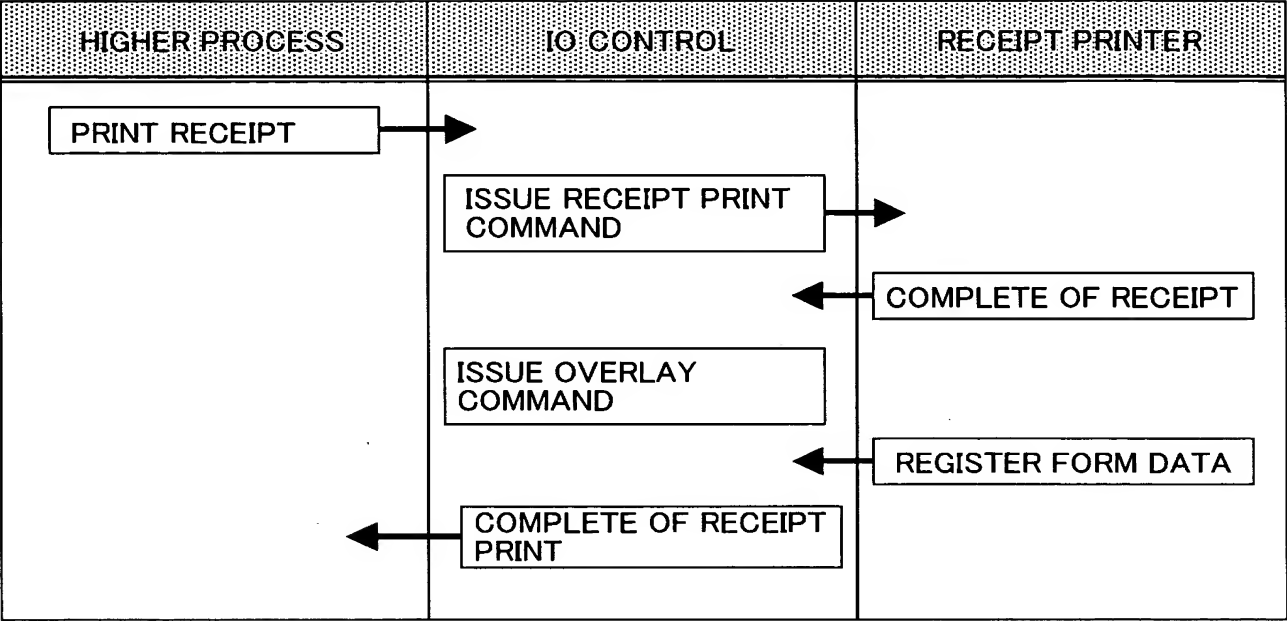 HIGHER PROCESS
IO CONTROL
RECEIPT PRINTER
PRINT RECEIPT
ISSUE RECEIPT PRINT
COMMAND
COMPLETE OF RECEIPT
ISSUE OVERLAY
COMMAND
REGISTER FORM DATA
COMPLETE OF RECEIPT
PRINT